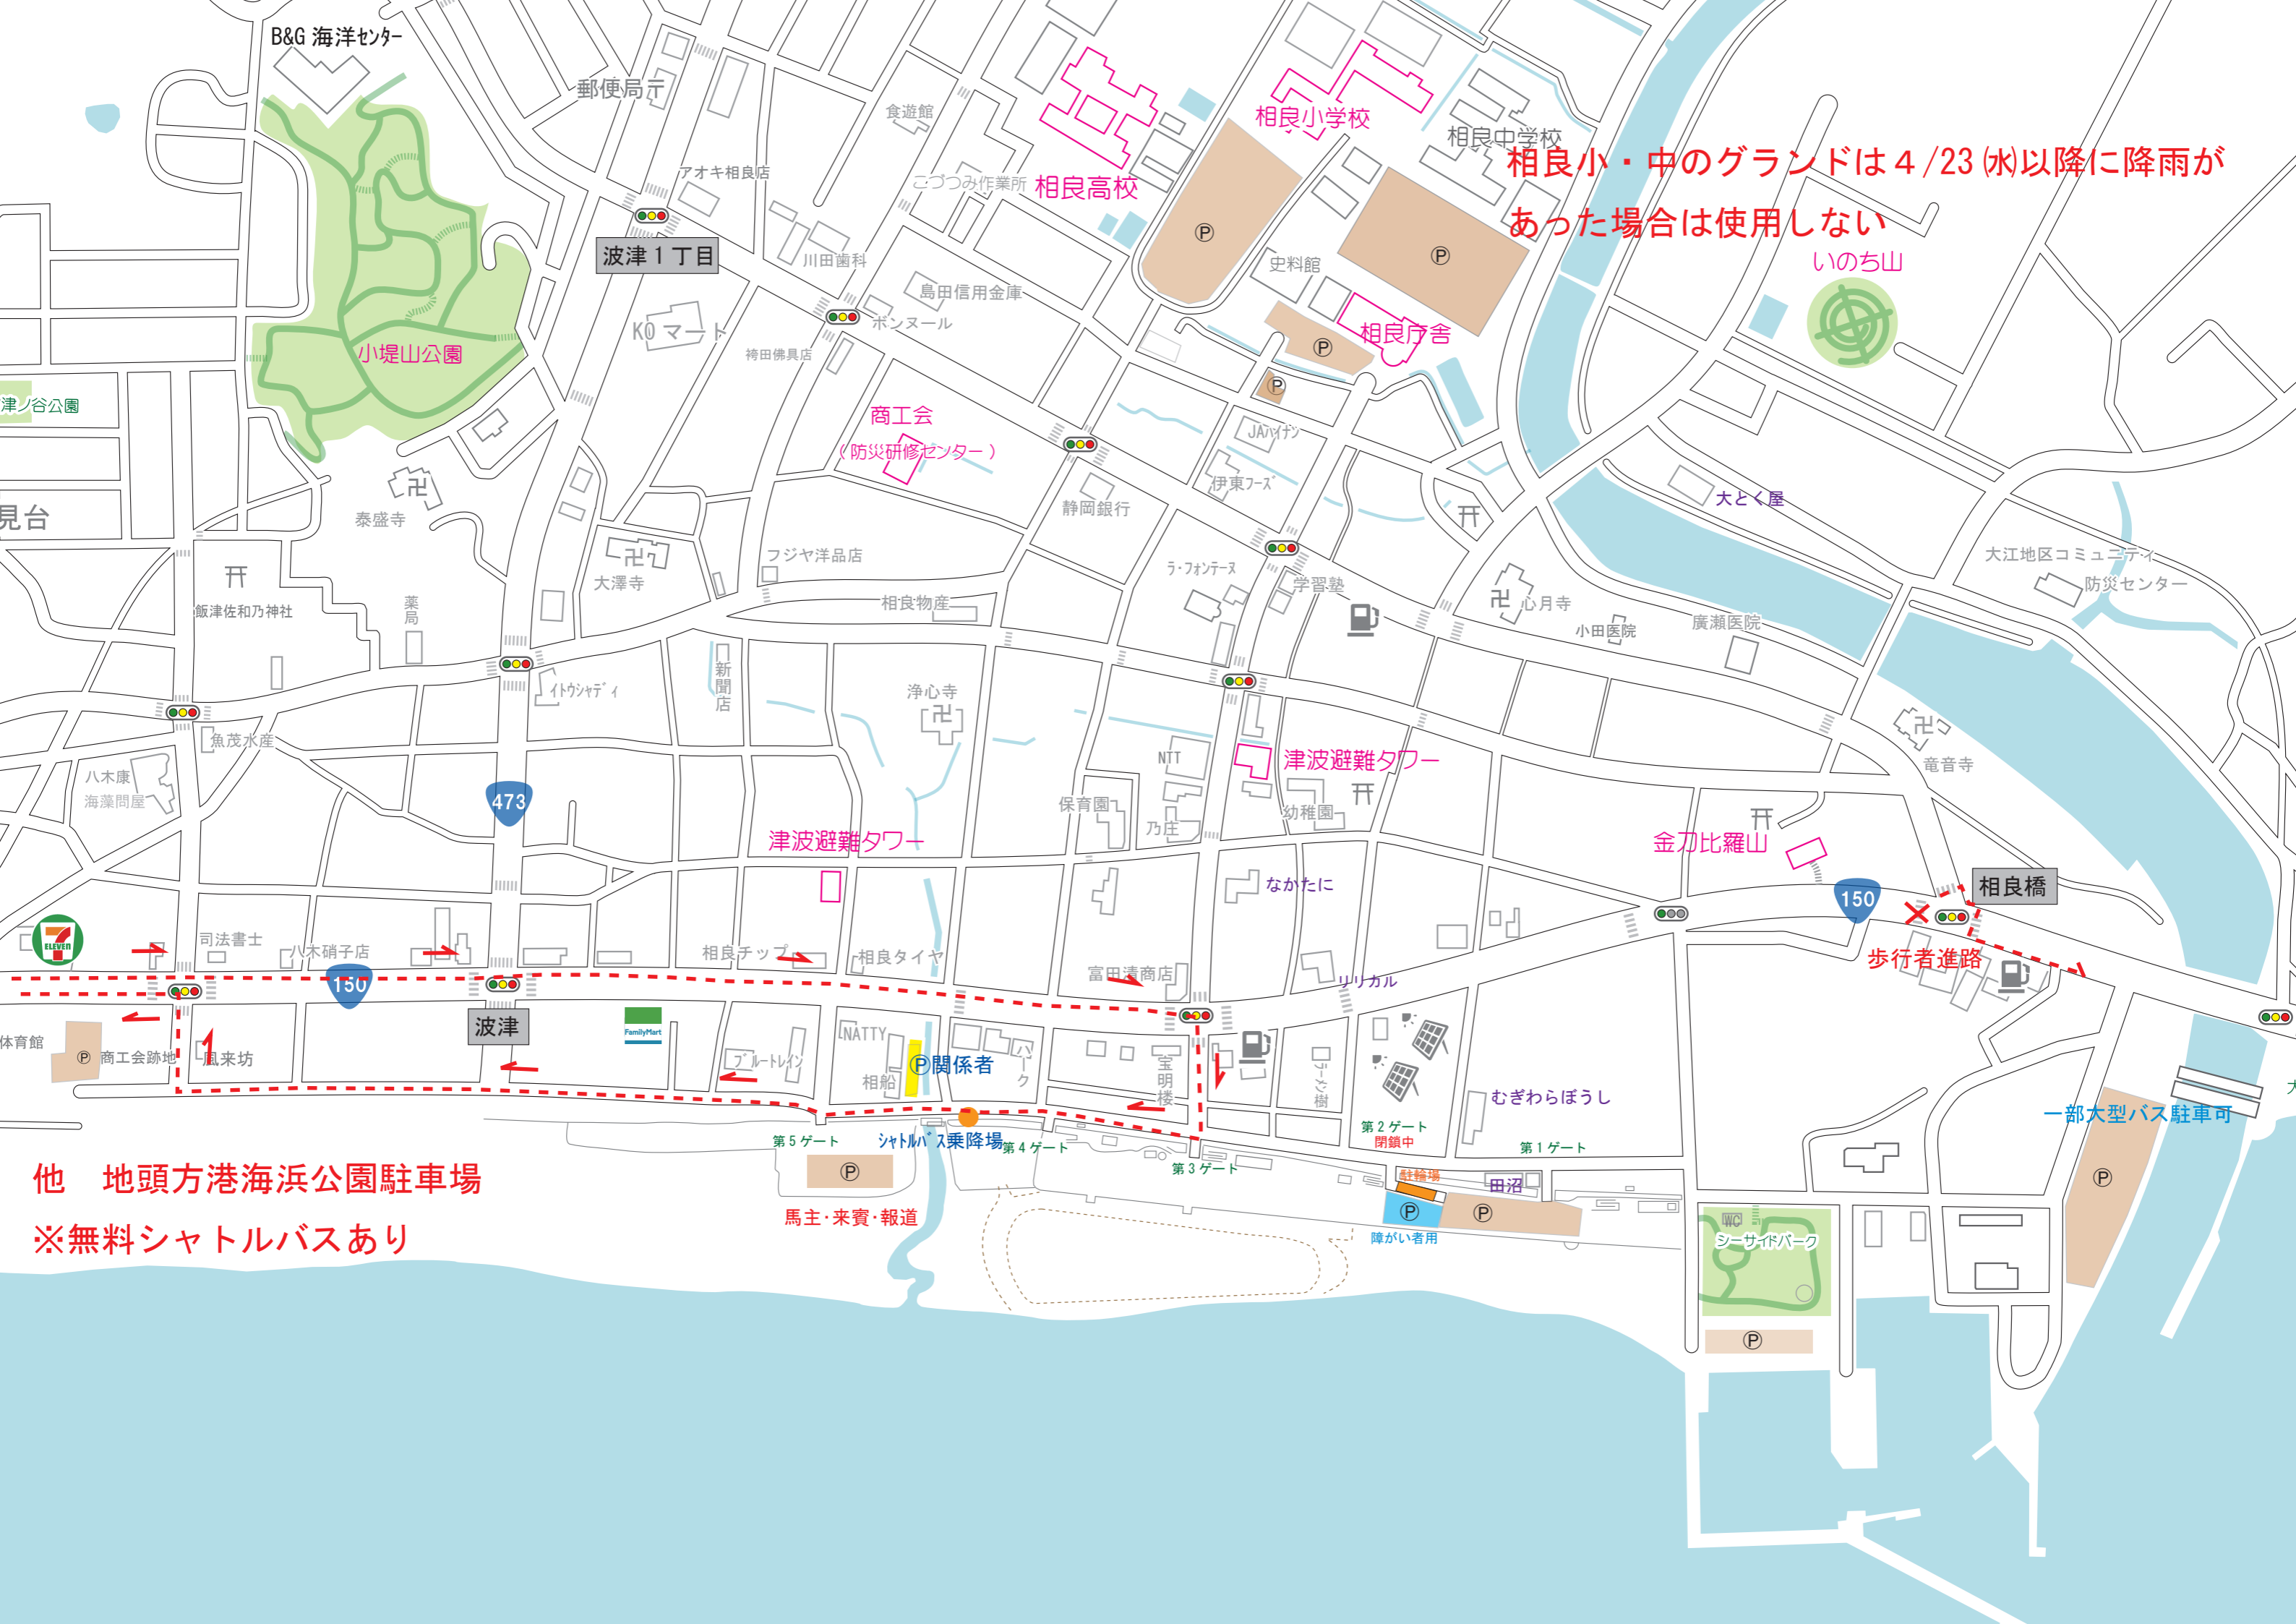 B&G 海洋センター
郵便局〒
食遊館
相良小学校
相良中学校
相良小・中のグランドは４/23㈬以降に降雨が
あった場合は使用しない
アオキ相良店
こづつみ作業所
相良高校
Ⓟ
Ⓟ
波津１丁目
川田歯科
史料館
いのち山
島田信用金庫
ボンヌール
KO マート
袴田佛具店
相良庁舎
Ⓟ
Ⓟ
小堤山公園
津ノ谷公園
商工会
（防災研修センター）
JAハイナン
伊東フーズ
静岡銀行
大とく屋
見台
泰盛寺
大澤寺
フジヤ洋品店
ラ・フォンテーヌ
学習塾
大江地区コミュニティ
防災センター
飯津佐和乃神社
薬局
相良物産
心月寺
小田医院
廣瀬医院
イトウシャディ
新聞店
浄心寺
魚茂水産
八木康
海藻問屋
473
NTT
津波避難タワー
竜音寺
保育園
乃庄
幼稚園
津波避難タワー
金刀比羅山
なかたに
150
相良橋
7
ELEVEN
司法書士
八木硝子店
相良チップ
相良タイヤ
富田清商店
リリカル
歩行者進路
150
波津
FamilyMart
体育館
Ⓟ
商工会跡地
風来坊
ブルートレイン
NATTY
相船
Ⓟ関係者
パーク
宝明楼
ラーメン樹
むぎわらぼうし
一部大型バス駐車可
Ⓟ
大
第５ゲート
シャトルバス乗降場
第４ゲート
第３ゲート
第２ゲート
閉鎖中
第１ゲート
他　地頭方港海浜公園駐車場
※無料シャトルバスあり
Ⓟ
馬主・来賓・報道
駐輪場
田沼
Ⓟ
Ⓟ
障がい者用
WC
シーサイドパーク
Ⓟ